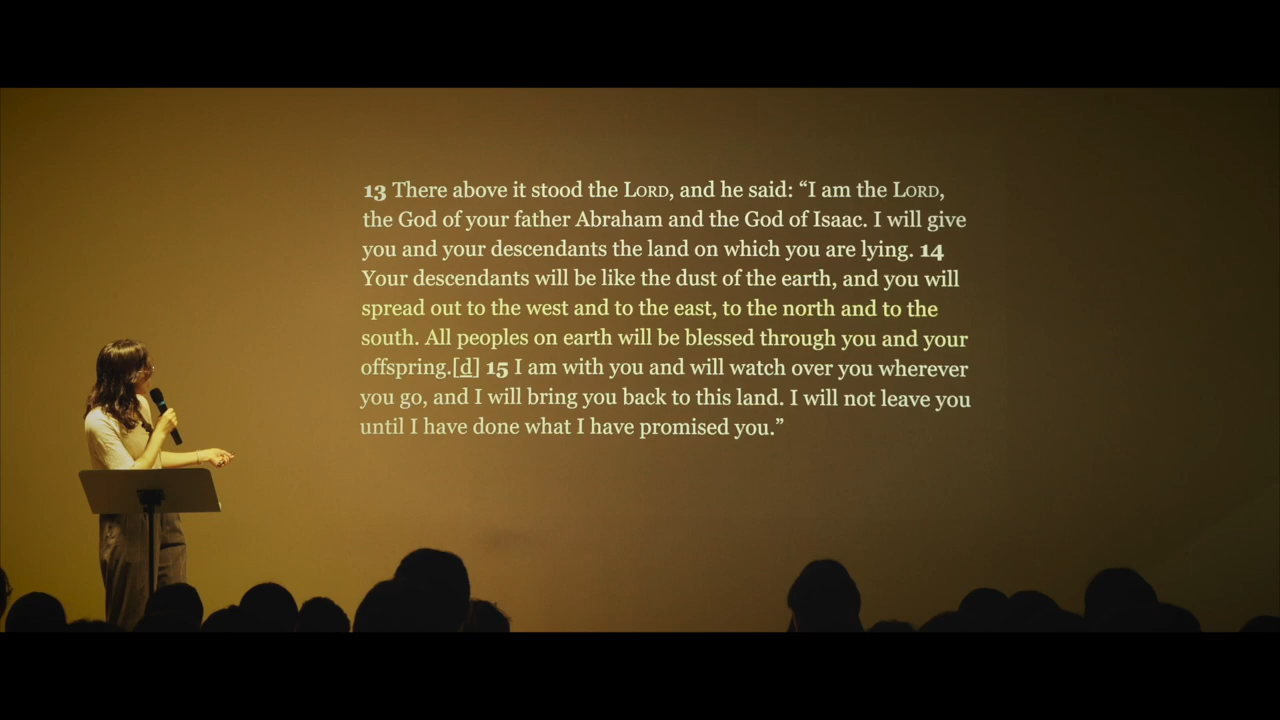 13 There above it stood the LORD, and he said: “I am the LORD,
the God of your father Abraham and the God of Isaac. I will give
you and your descendants the land on which you are lying. 14
Your descendants will be like the dust of the earth, and you will
spread out to the west and to the east, to the north and to the
south. All peoples on earth will be blessed through you and your
offspring.[d] 15 I am with you and will watch over you wherever
you go, and I will bring you back to this land. I will not leave you
until I have done what I have promised you.”